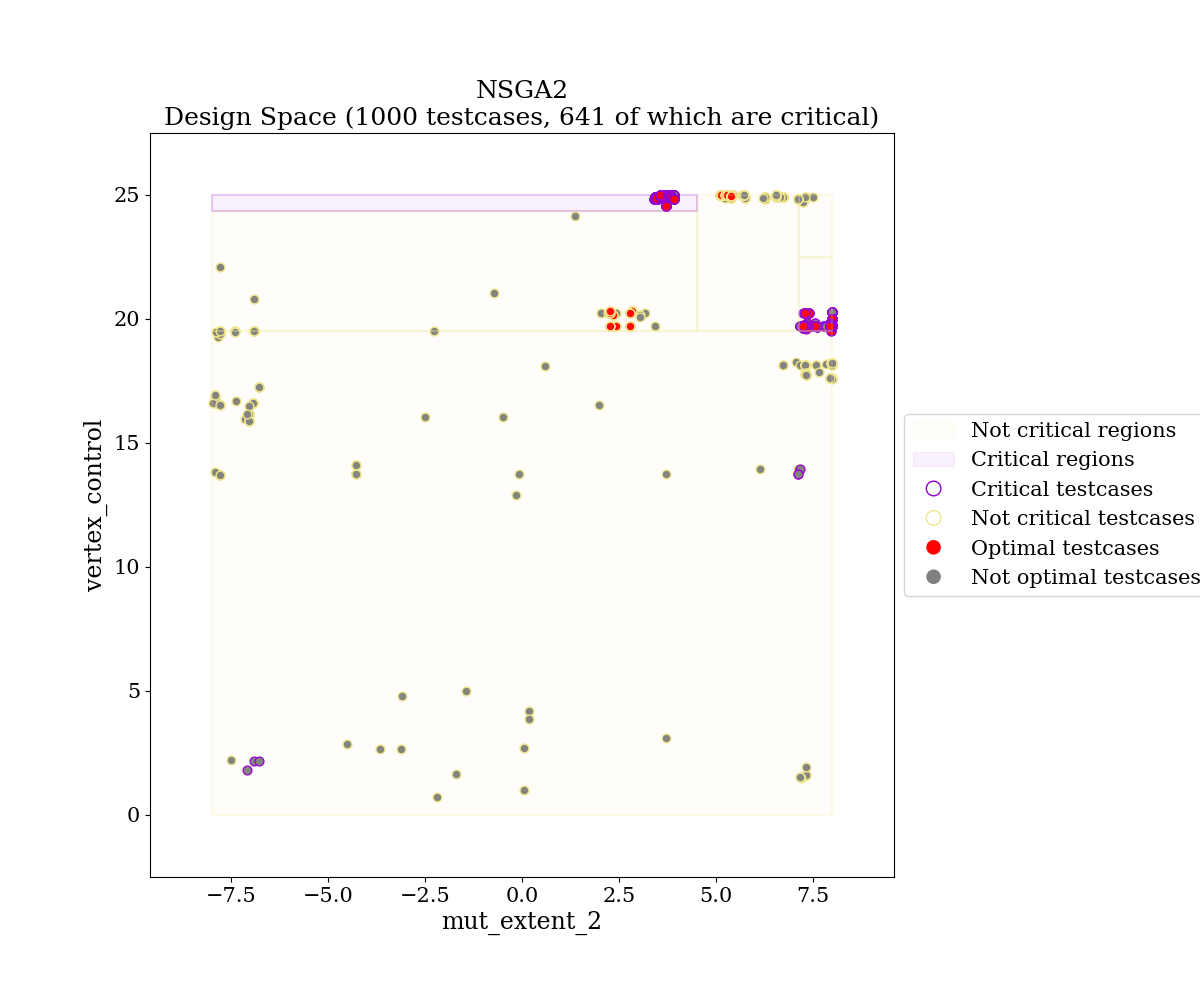 NSGA2
Design Space (1000 testcases, 641 of which are critical)
25
20
15
10
5
0
vertex_control
−7.5
−5.0
−2.5
0.0
2.5
5.0
7.5
mut_extent_2
Not critical regions
Critical regions
Critical testcases
Not critical testcases
Optimal testcases
Not optimal testcases